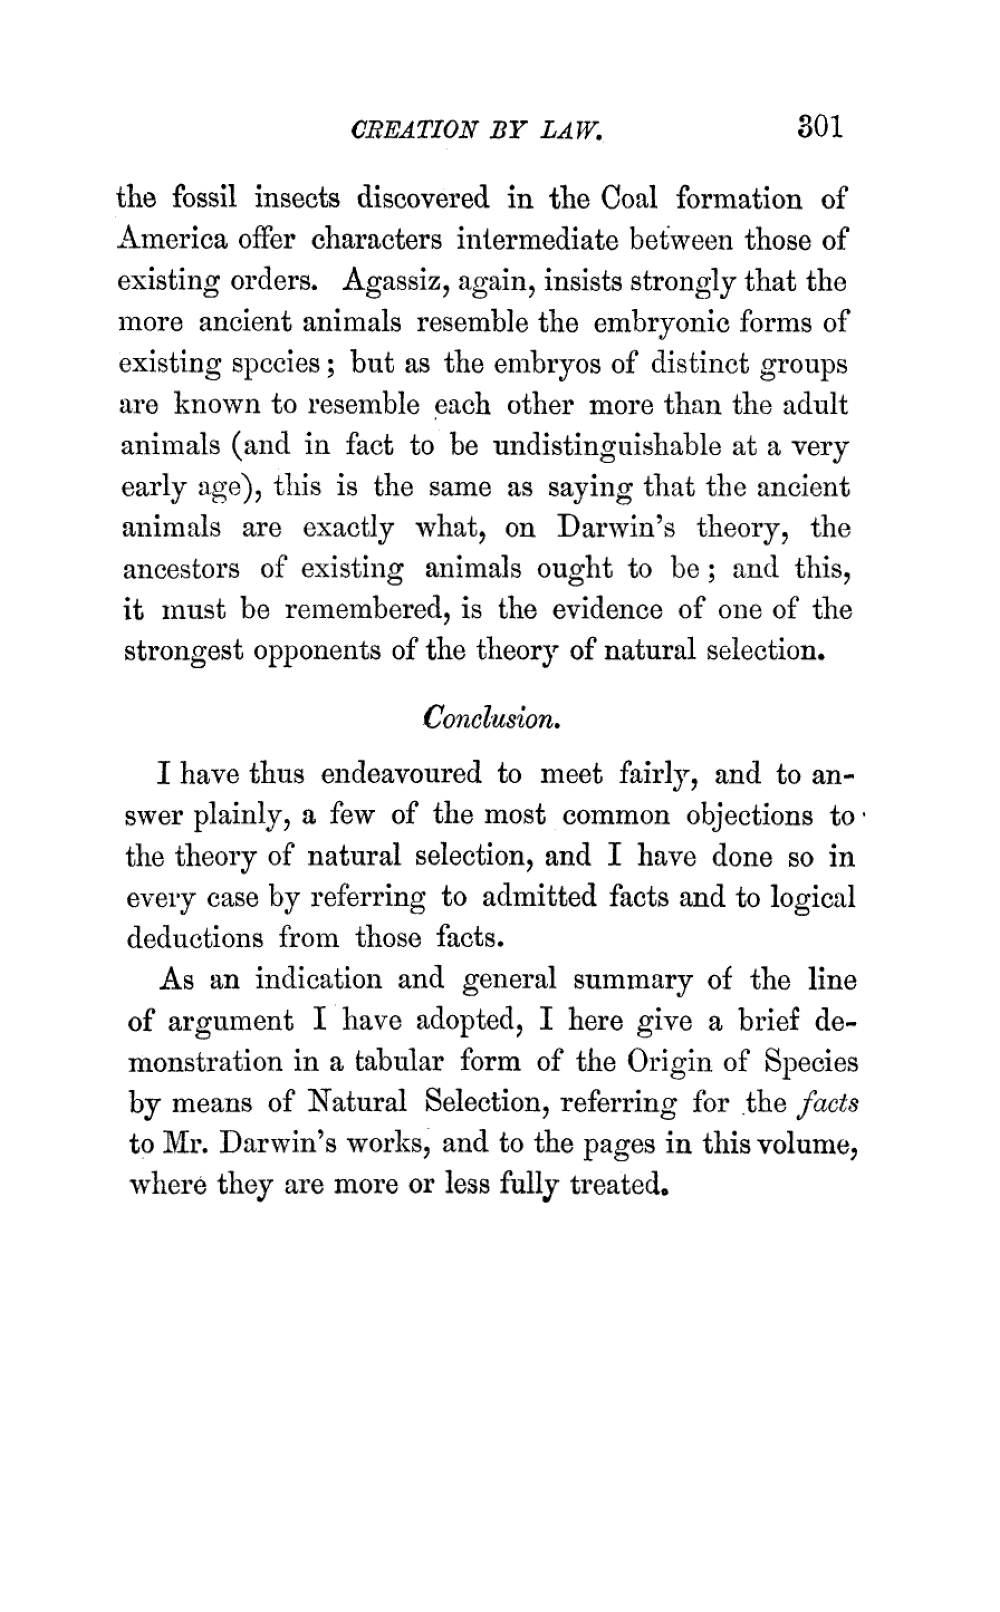 CREATION BY LAW. 301
the fossil insects discovered in the Coal formation of
America offer characters intermediate between those of
existing orders. Agassiz, again, insists strongly that the
more ancient animals resemble the embryonic forms of
existing species; but as the embryos of distinct groups
are known to resemble each other more than the adult
animals (and in fact to be undistinguishable at a very
early age), this is the same as saying that the ancient
animals are exactly what, on Darwin's theory, the
ancestors of existing animals ought to be; and this,
it must be remembered, is the evidence of one of the
strongest opponents of the theory of natural selection.
Conclusion.
I have thus endeavoured to meet fairly, and to an-
swer plainly, a few of the most common objections to
the theory of natural selection, and I have done so in
every case by referring to admitted facts and to logical
deductions from those facts.
As an indication and general summary of the line
of argument I have adopted, I here give a brief de-
monstration in a tabular form of the Origin of Species
by means of Natural Selection, referring for the facts
to Mr. Darwin's works, and to the pages in this volume,
where they are more or less fully treated.